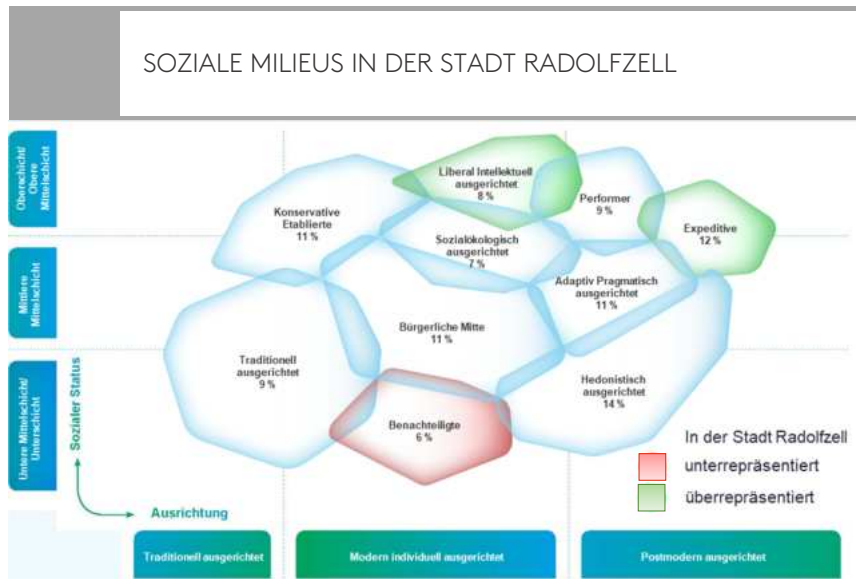 SOZIALE MILIEUS IN DER STADT RADOLFZELL
Oberschicht/
Obere
Mittelschicht
Mittlere
Mittelschicht
Untere Mittelschicht/
Unterschicht
Sozialer Status
Ausrichtung
Liberal Intellektuell
ausgerichtet
8 %
Konservative
Etablierte
11 %
Performer
9 %
Expeditive
12 %
Sozialökologisch
ausgerichtet
7 %
Adaptiv Pragmatisch
ausgerichtet
11 %
Bürgerliche Mitte
11 %
Traditionell
ausgerichtet
9 %
Hedonistisch
ausgerichtet
14 %
Benachteiligte
6 %
In der Stadt Radolfzell
unterrepräsentiert
überrepräsentiert
Traditionell ausgerichtet
Modern individuell ausgerichtet
Postmodern ausgerichtet